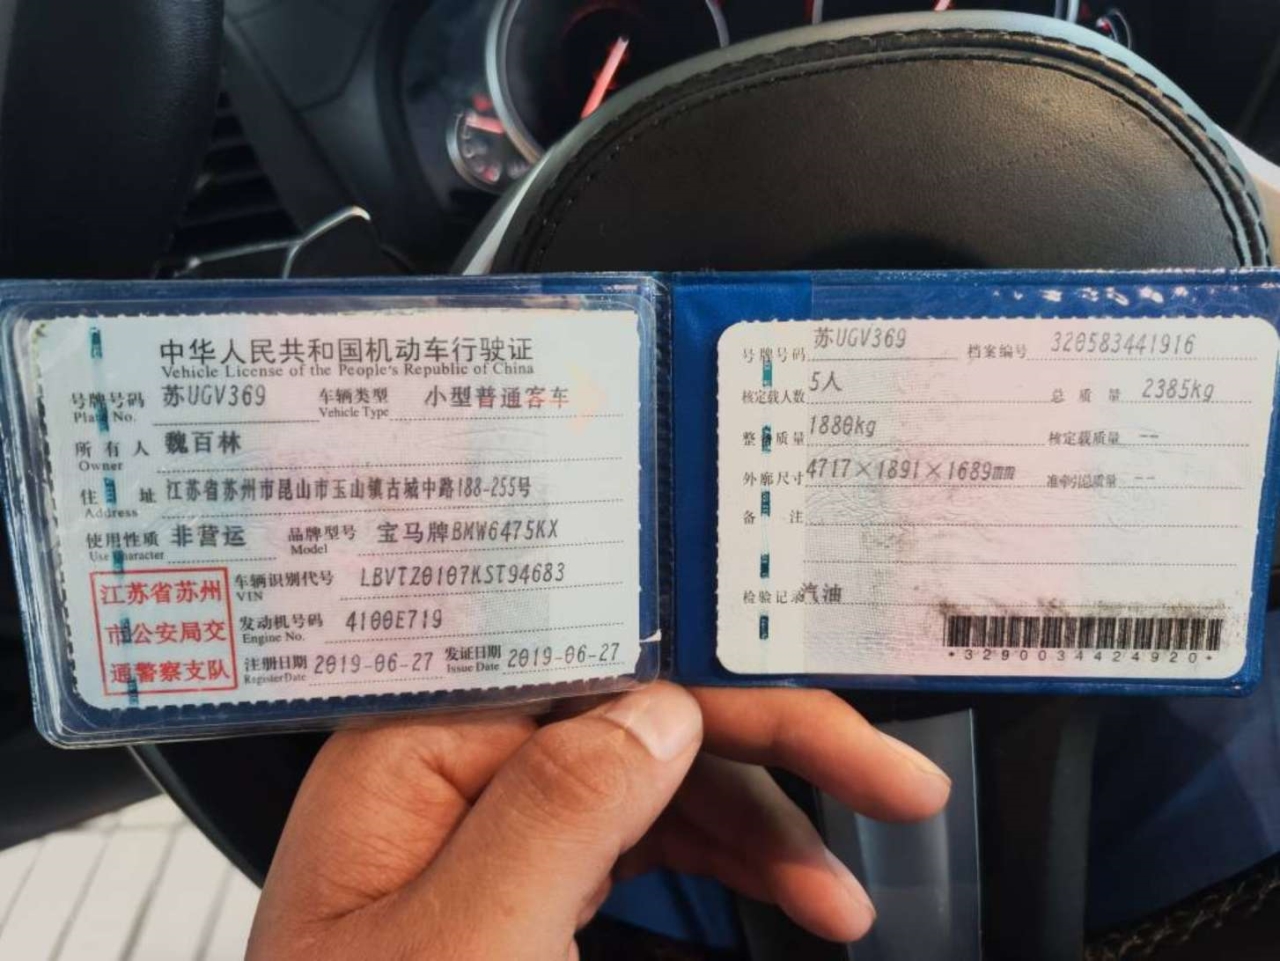 中华人民共和国机动车行驶证
Vehicle License of the People's Republic of China
号牌号码 苏UGV369 车辆类型 小型普通客车
Plate No. Vehicle Type
所有人 魏百林
Owner
住址 江苏省苏州市昆山市玉山镇古城中路188-255号
Address
使用性质 非营运 品牌型号 宝马牌BMW6475KX
Use Character Model
江苏省苏州
市公安局交
通警察支队
车辆识别代号 LBVTZ0107KST94683
VIN
发动机号码 4100E719
Engine No.
注册日期 2019-06-27 发证日期 2019-06-27
Register Date Issue Date
号牌号码 苏UGV369 档案编号 320583441916
核定载人数 5人 总质量 2385kg
整备质量 1880kg 核定载质量 --
外廓尺寸 4717×1891×1689mm 准牵引总质量 --
备注
检验记录 汽油
*3290034424920*